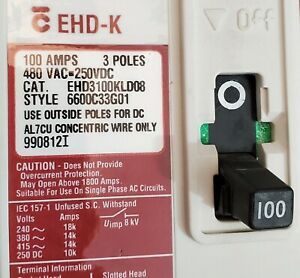 EHD-K
▽ Off
100 AMPS 3 POLES
480 VAC=250VDC
CAT. EHD3100KLD08
STYLE 6600C33G01
USE OUTSIDE POLES FOR DC
AL7CU CONCENTRIC WIRE ONLY
990812I
O
100
CAUTION - Does Not Provide
Overcurrent Protection.
May Open Above 1800 Amps.
Suitable For Use On Single Phase AC Circuits.
IEC 157-1 Unfused S.C. Withstand
Volts Amps
240 ~ 18k Uimp 8 kV
380 ~ 14k
415 ~ 14k
250 DC 10k
Terminal Information
Slotted Head